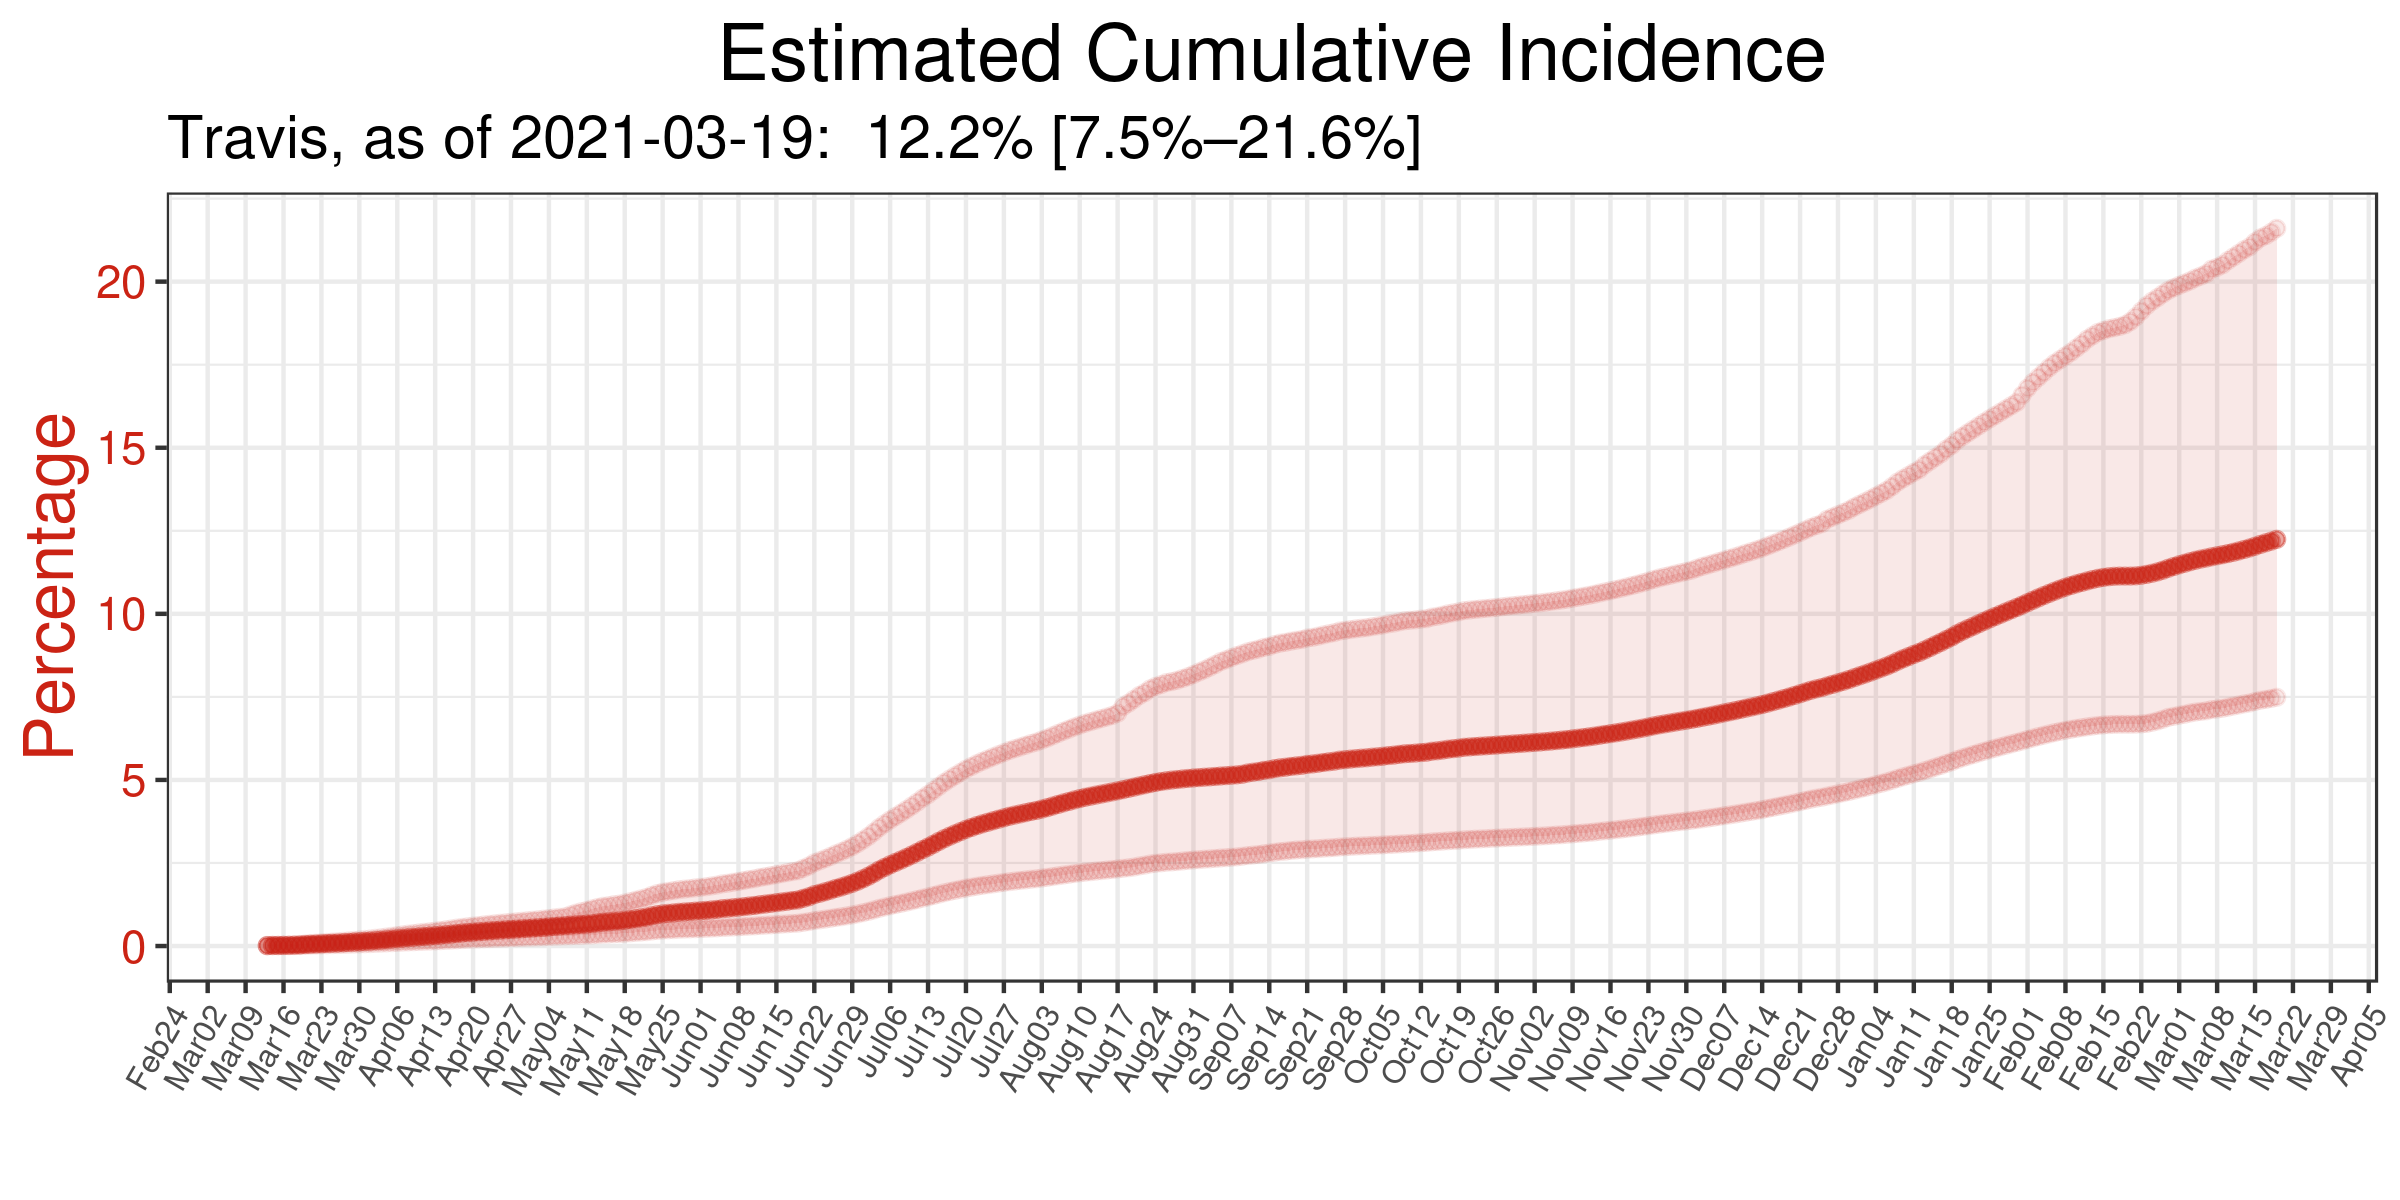 Estimated Cumulative Incidence
Travis, as of 2021-03-19:  12.2% [7.5%–21.6%]
Percentage
20
15
10
5
0
Feb24
Mar02
Mar09
Mar16
Mar23
Mar30
Apr06
Apr13
Apr20
Apr27
May04
May11
May18
May25
Jun01
Jun08
Jun15
Jun22
Jun29
Jul06
Jul13
Jul20
Jul27
Aug03
Aug10
Aug17
Aug24
Aug31
Sep07
Sep14
Sep21
Sep28
Oct05
Oct12
Oct19
Oct26
Nov02
Nov09
Nov16
Nov23
Nov30
Dec07
Dec14
Dec21
Dec28
Jan04
Jan11
Jan18
Jan25
Feb01
Feb08
Feb15
Feb22
Mar01
Mar08
Mar15
Mar22
Mar29
Apr05